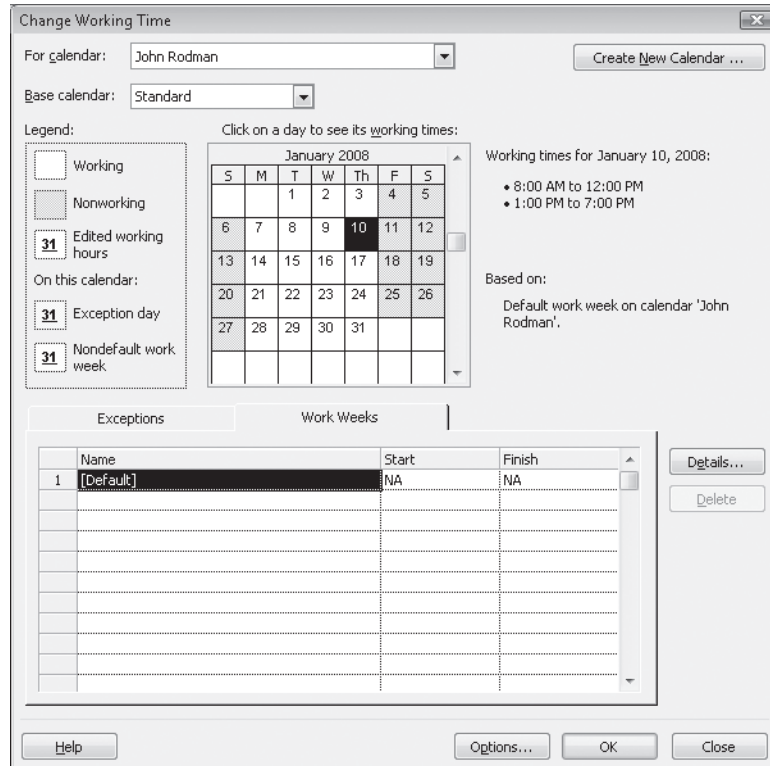 Change Working Time
For calendar: John Rodman
Create New Calendar ...
Base calendar: Standard
Legend:
Working
Nonworking
31 Edited working hours
On this calendar:
31 Exception day
31 Nondefault work week
Click on a day to see its working times:
January 2008
S M T W Th F S
1 2 3 4 5
6 7 8 9 10 11 12
13 14 15 16 17 18 19
20 21 22 23 24 25 26
27 28 29 30 31
Working times for January 10, 2008:
• 8:00 AM to 12:00 PM
• 1:00 PM to 7:00 PM
Based on:
Default work week on calendar 'John
Rodman'.
Exceptions Work Weeks
Name Start Finish
1 [Default] NA NA
Details...
Delete
Help Options... OK Close